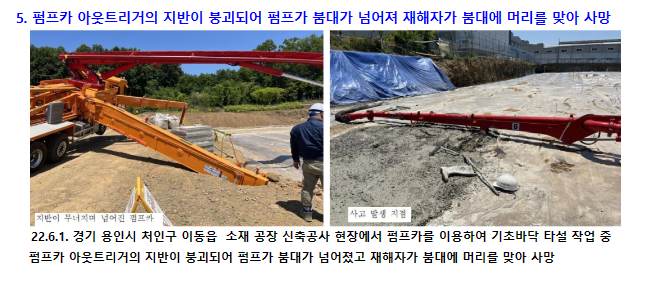 5. 펌프카 아웃트리거의 지반이 붕괴되어 펌프가 붐대가 넘어져 재해자가 붐대에 머리를 맞아 사망
지반이 무너지며 넘어진 펌프카
사고 발생 지점
22.6.1. 경기 용인시 처인구 이동읍 소재 공장 신축공사 현장에서 펌프카를 이용하여 기초바닥 타설 작업 중
펌프카 아웃트리거의 지반이 붕괴되어 펌프가 붐대가 넘어졌고 재해자가 붐대에 머리를 맞아 사망